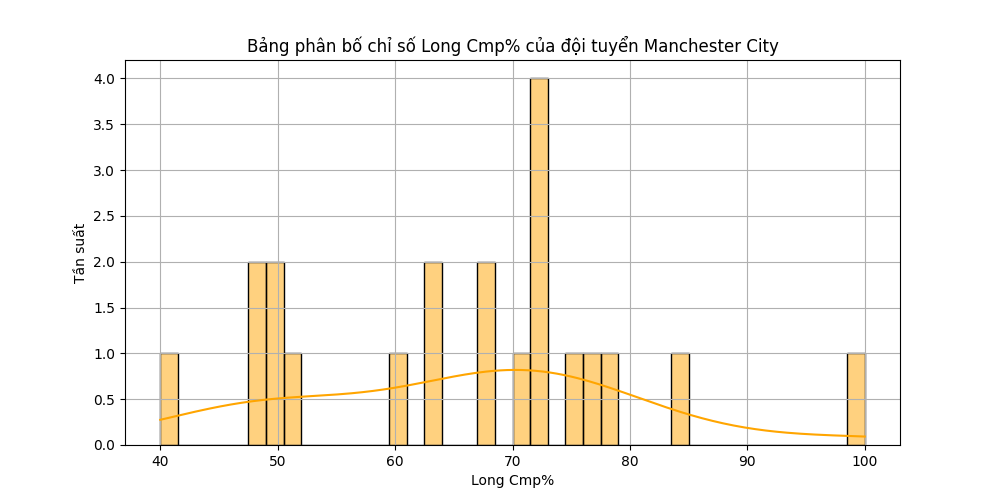 Bảng phân bố chỉ số Long Cmp% của đội tuyển Manchester City
4.0
3.5
3.0
2.5
2.0
1.5
1.0
0.5
0.0
Tần suất
40 50 60 70 80 90 100
Long Cmp%